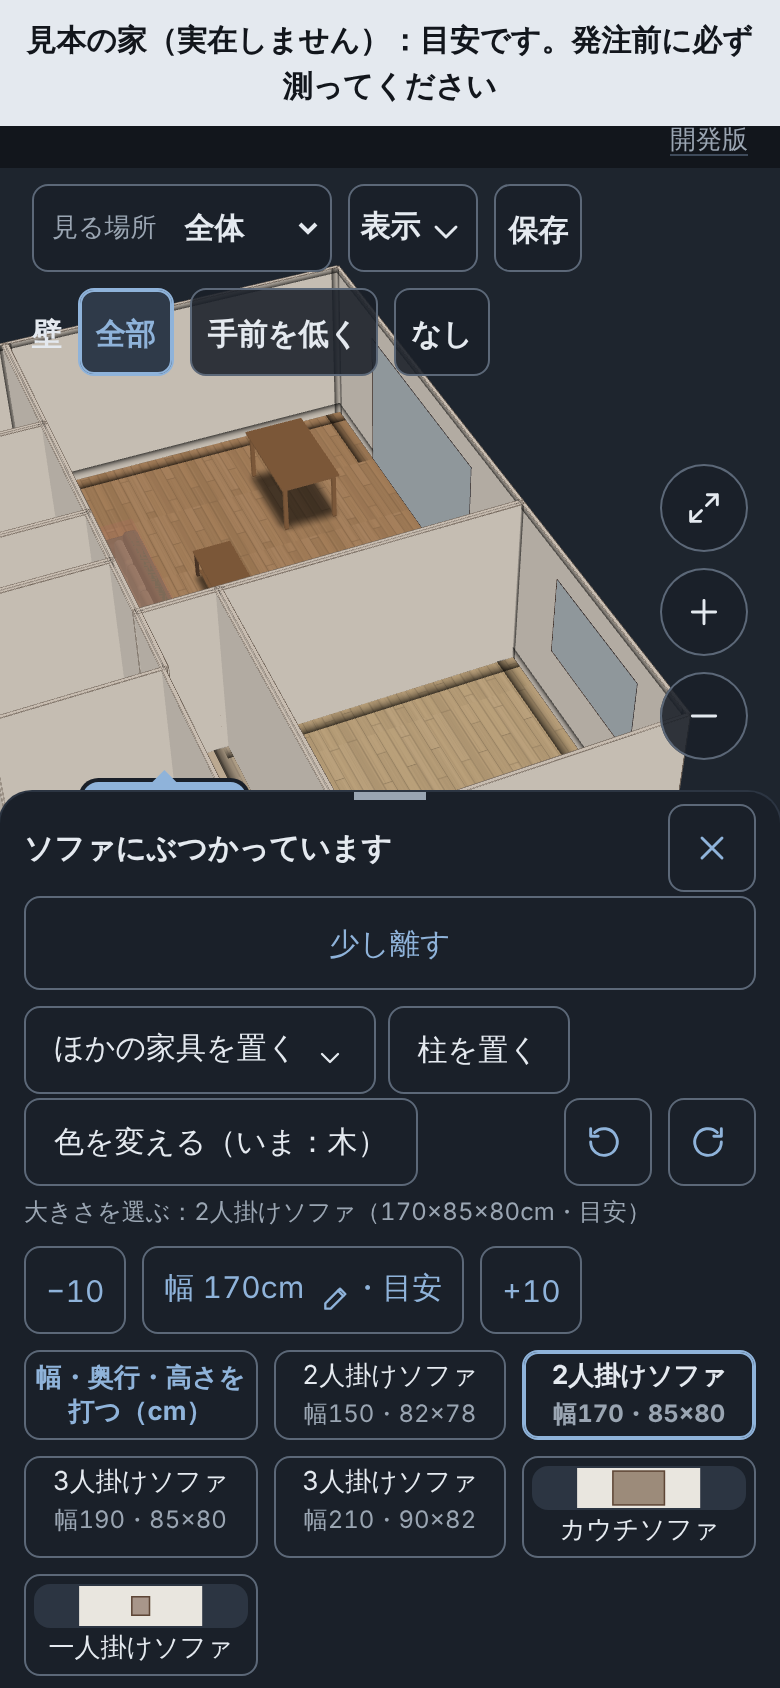 見本の家（実在しません）：目安です。発注前に必ず
測ってください
開発版
見る場所 全体
表示
保存
壁 全部 手前を低く なし
ソファにぶつかっています
少し離す
ほかの家具を置く
柱を置く
色を変える（いま：木）
大きさを選ぶ：2人掛けソファ（170×85×80cm・目安）
−10
幅 170cm ・目安
+10
幅・奥行・高さを
打つ（cm）
2人掛けソファ
幅150・82×78
2人掛けソファ
幅170・85×80
3人掛けソファ
幅190・85×80
3人掛けソファ
幅210・90×82
カウチソファ
一人掛けソファ